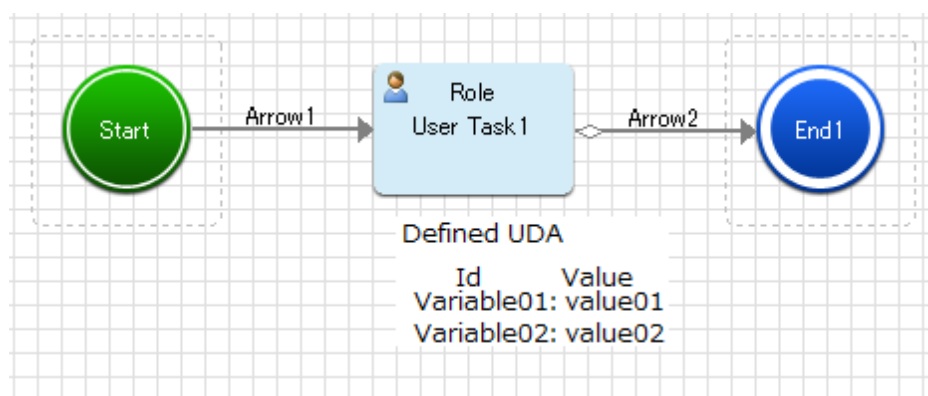 Start
Arrow1
Role
User Task1
Arrow2
End1
Defined UDA
Id Value
Variable01: value01
Variable02: value02